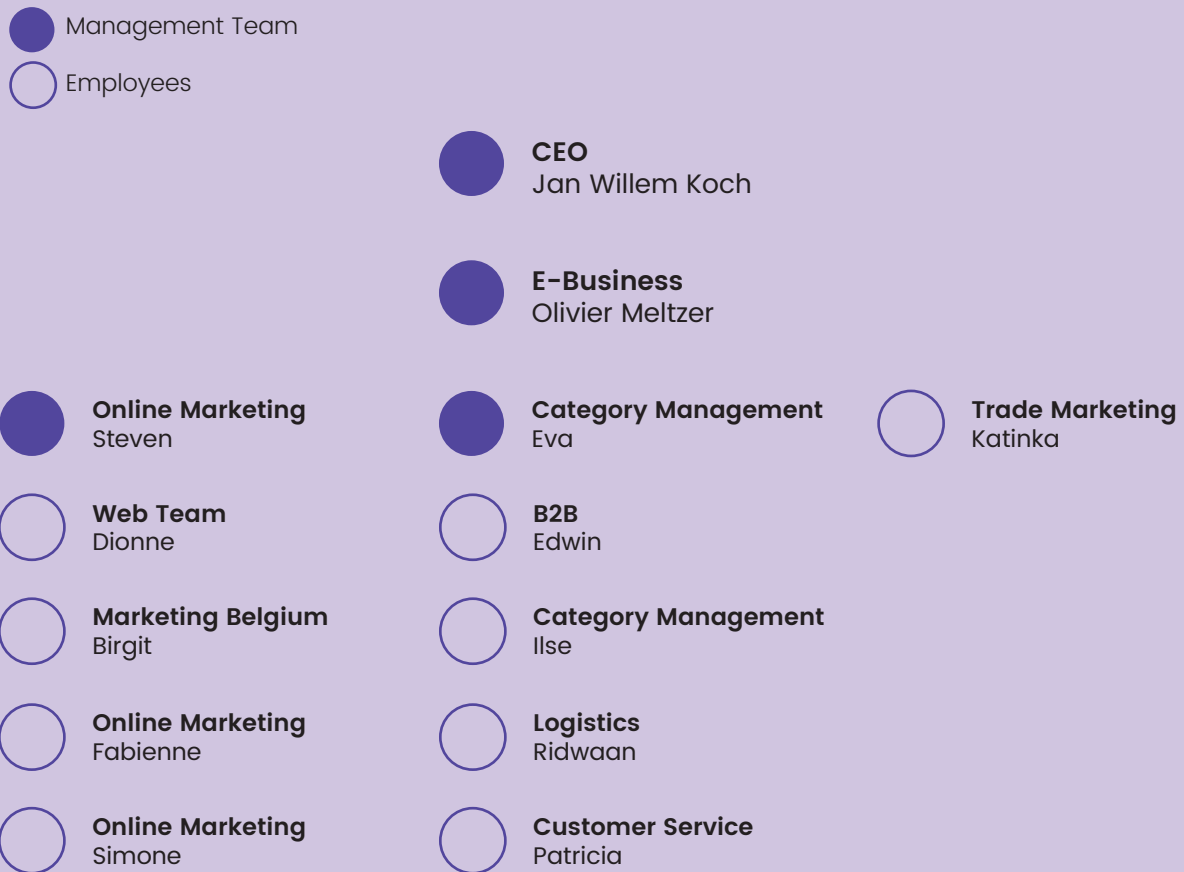 Management Team
Employees
CEO
Jan Willem Koch
E-Business
Olivier Meltzer
Online Marketing
Steven
Category Management
Eva
Trade Marketing
Katinka
Web Team
Dionne
B2B
Edwin
Marketing Belgium
Birgit
Category Management
Ilse
Online Marketing
Fabienne
Logistics
Ridwaan
Online Marketing
Simone
Customer Service
Patricia